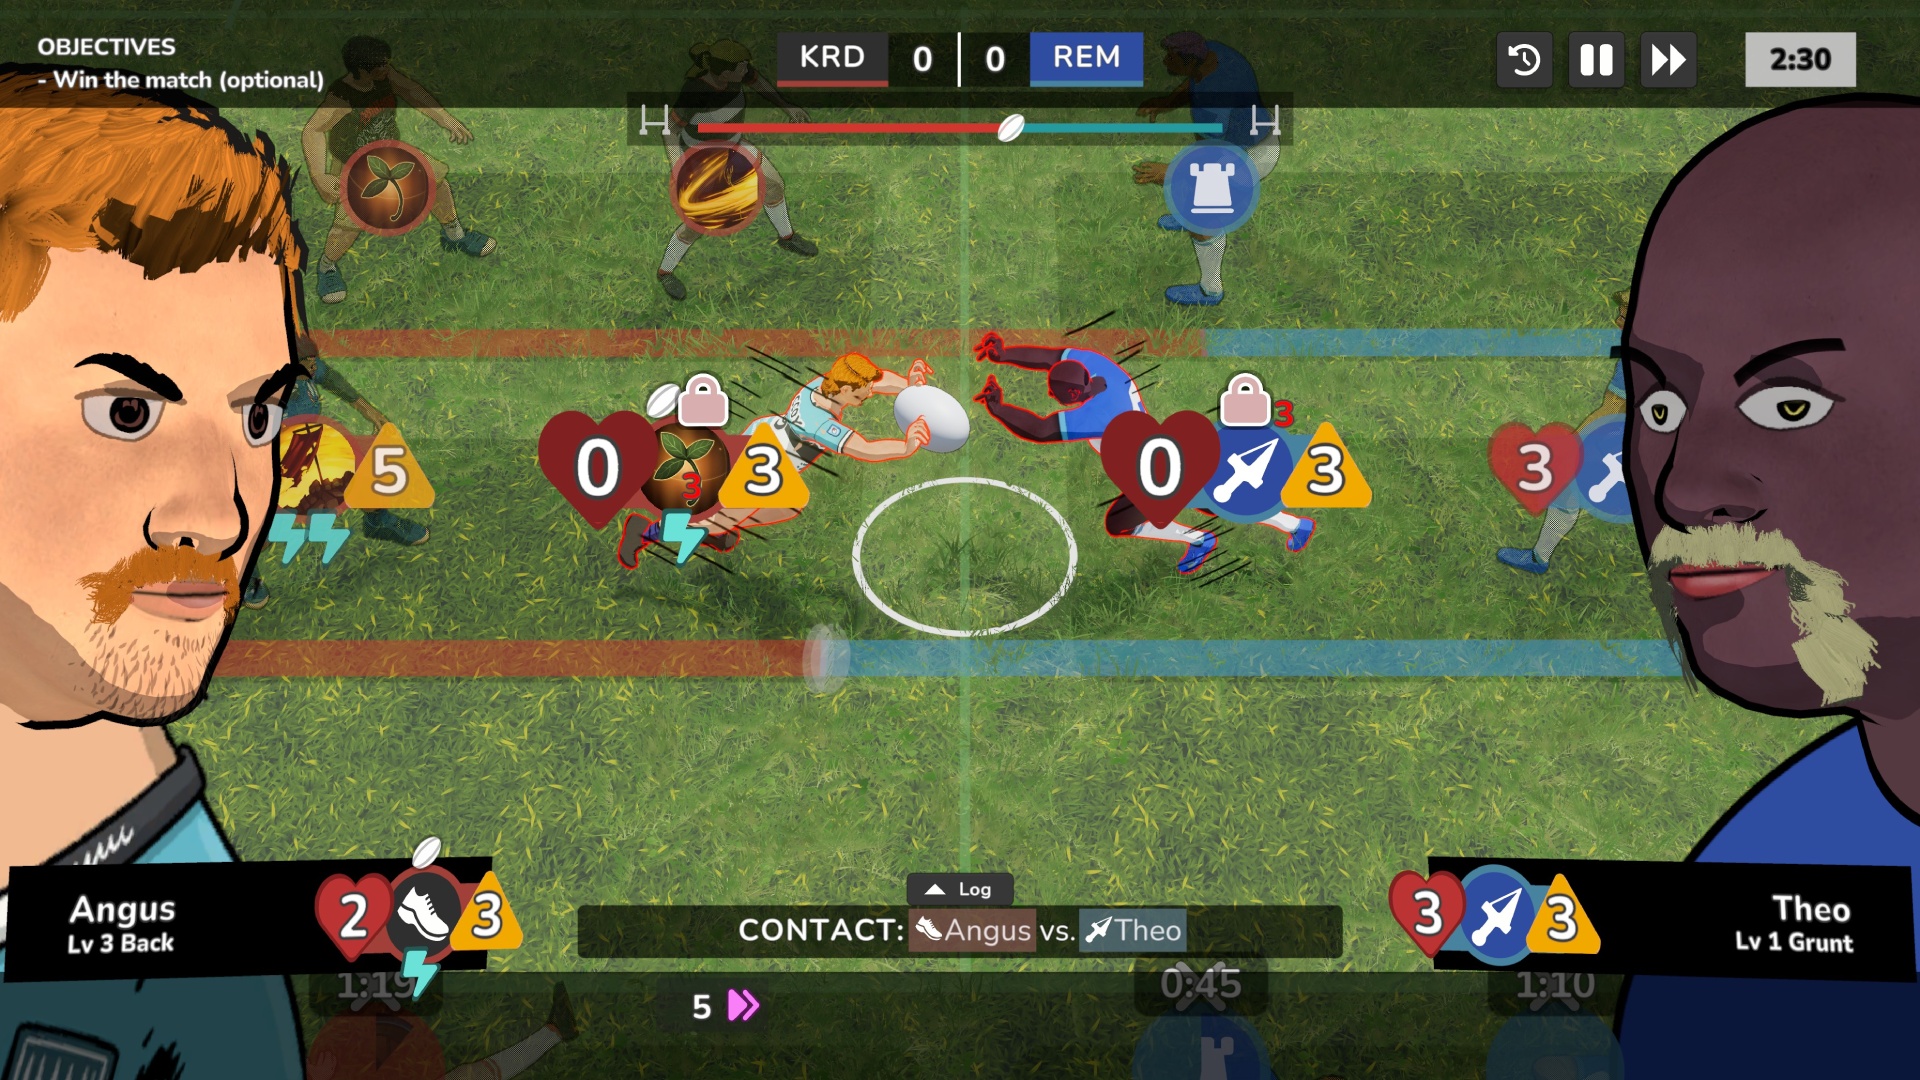 OBJECTIVES
- Win the match (optional)
KRD 0 0 REM
2:30
5
0 3
3
0 3
3
3
Angus
Lv 3 Back
2 3
Log
CONTACT: Angus vs. Theo
3 3
Theo
Lv 1 Grunt
1:19
0:45
1:10
5